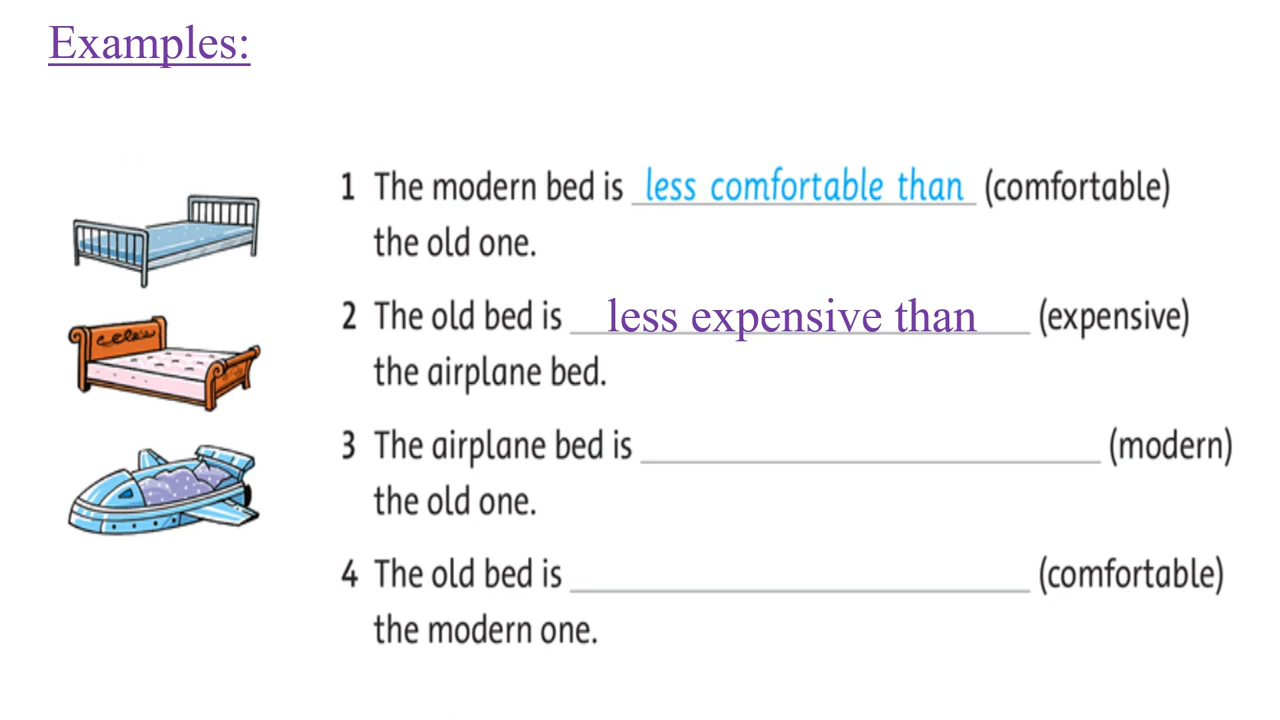 Examples:
1 The modern bed is less comfortable than (comfortable)
the old one.
2 The old bed is less expensive than (expensive)
the airplane bed.
3 The airplane bed is ______ (modern)
the old one.
4 The old bed is ______ (comfortable)
the modern one.